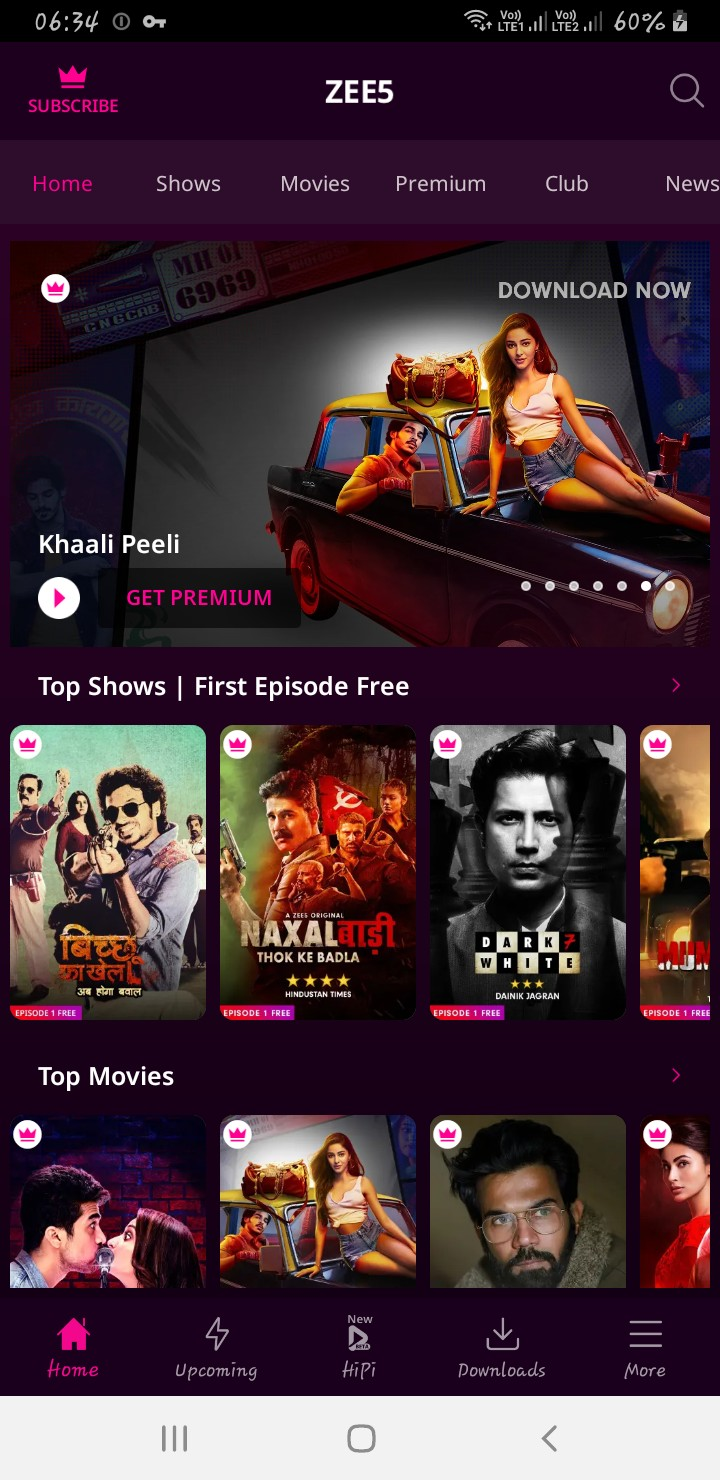 06:34
Vo)) LTE1 Vo)) LTE2 60%
SUBSCRIBE
ZEE5
Home Shows Movies Premium Club News
MH 01
6969
CNGCAB
DOWNLOAD NOW
Khaali Peeli
GET PREMIUM
Top Shows | First Episode Free
बिच्छू
का खेल
अब होगा बवाल
EPISODE 1 FREE
A ZEE5 ORIGINAL
NAXALबाड़ी
THOK KE BADLA
HINDUSTAN TIMES
EPISODE 1 FREE
DARK 7
WHITE
DAINIK JAGRAN
EPISODE 1 FREE
MUM
EPISODE 1 FREE
Top Movies
Home
Upcoming
New
BETA
HiPi
Downloads
More